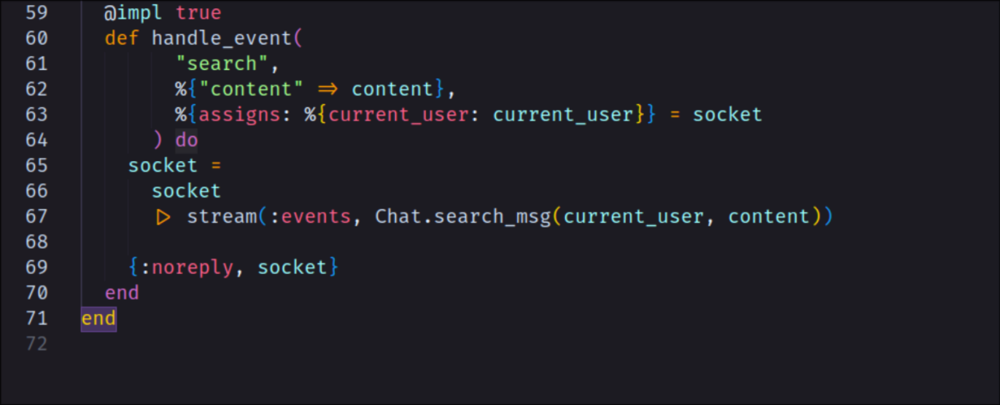 59 @impl true
60 def handle_event(
61 "search",
62 %{"content" => content},
63 %{assigns: %{current_user: current_user}} = socket
64 ) do
65 socket =
66 socket
67 |> stream(:events, Chat.search_msg(current_user, content))
68
69 {:noreply, socket}
70 end
71 end
72